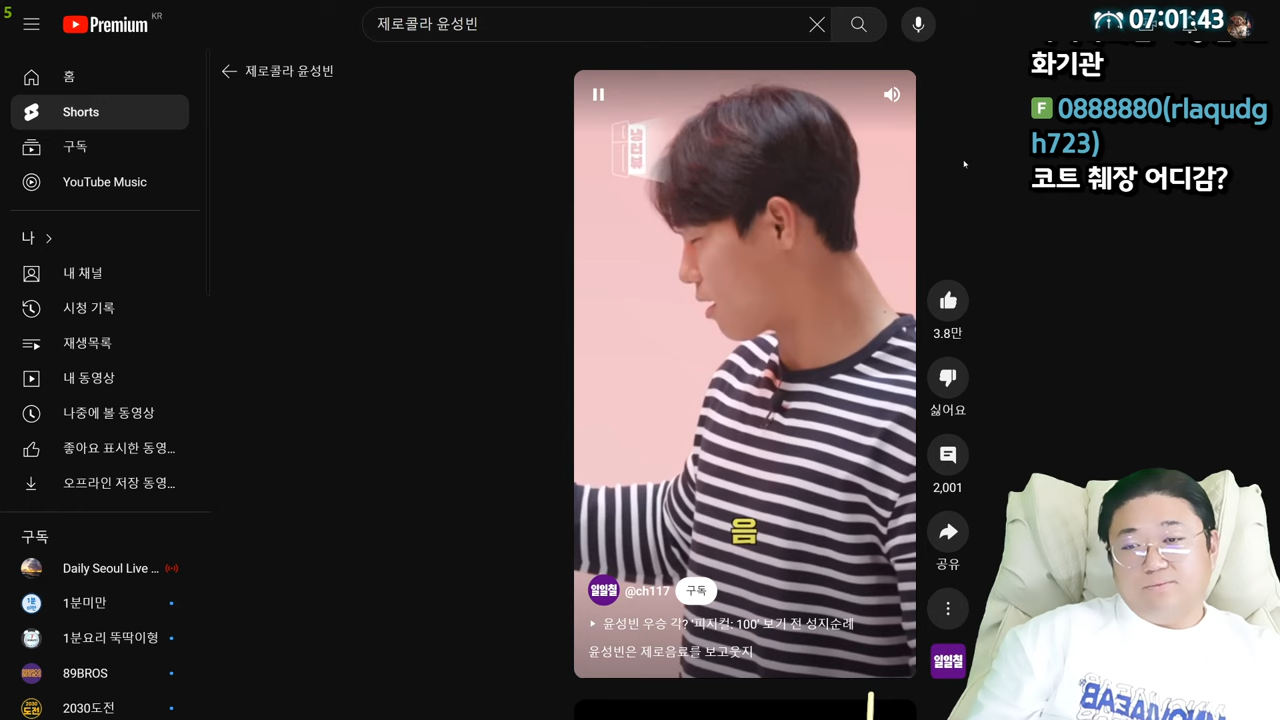 5
Premium KR
제로콜라 윤성빈
07:01:43
홈
Shorts
구독
YouTube Music
나
내 채널
시청 기록
재생목록
내 동영상
나중에 볼 동영상
좋아요 표시한 동영...
오프라인 저장 동영...
구독
Daily Seoul Live ...
1분미만
1분요리 뚝딱이형
89BROS
2030도전
제로콜라 윤성빈
음
일일칠 @ch117 구독
윤성빈 우승 각? '피지컬: 100' 보기 전 성지순례
윤성빈은 제로음료를 보고웃지
3.8만
싫어요
2,001
공유
일일칠
화기관
F 0888880(rlaqudg
h723)
코트 췌장 어디감?